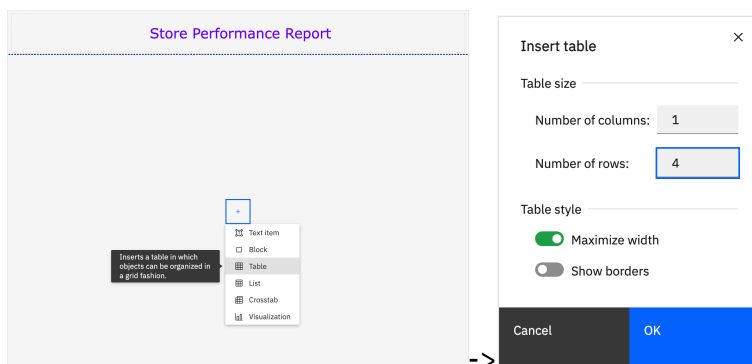 Store Performance Report
+
Text item
Block
Inserts a table in which
objects can be organized in
a grid fashion.
Table
List
Crosstab
Visualization
->
Insert table
Table size
Number of columns: 1
Number of rows: 4
Table style
Maximize width
Show borders
Cancel OK